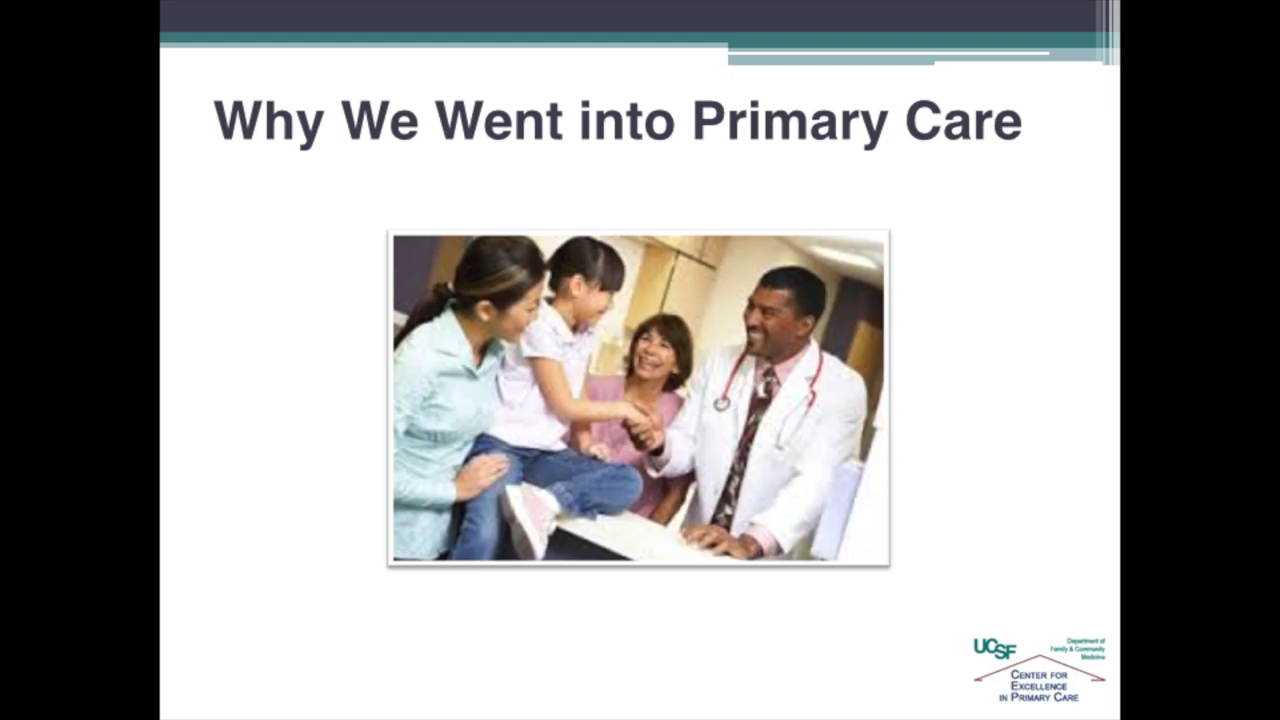 Why We Went into Primary Care
UCSF
Department of
Family & Community
Medicine
CENTER FOR
EXCELLENCE
IN PRIMARY CARE